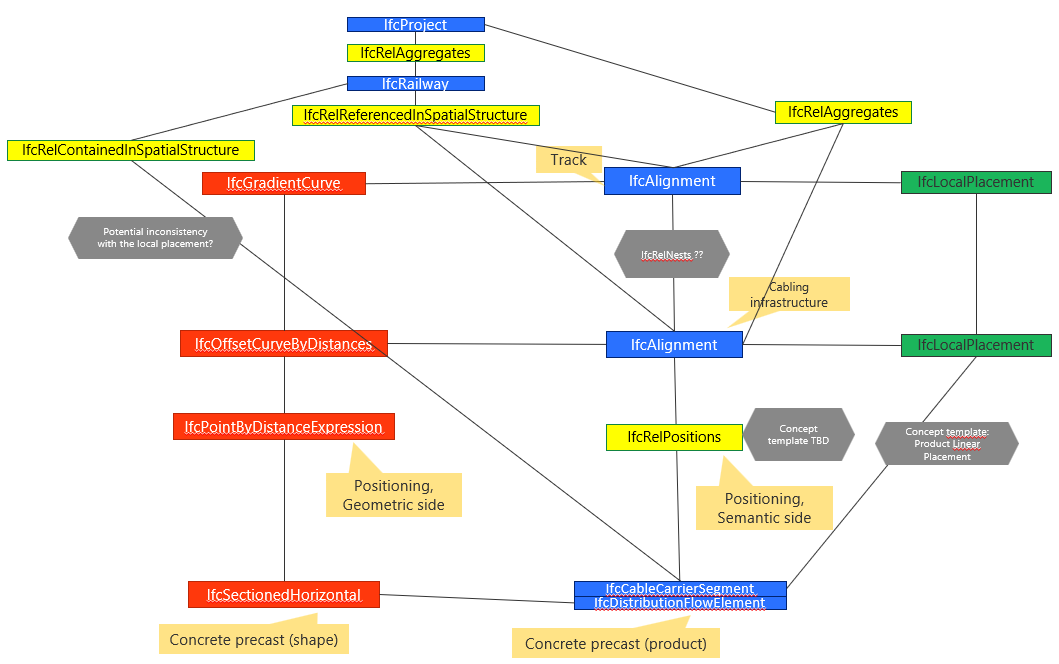 IfcProject
IfcRelAggregates
IfcRailway
IfcRelReferencedInSpatialStructure
IfcRelAggregates
IfcRelContainedInSpatialStructure
Track
IfcGradientCurve
IfcAlignment
IfcLocalPlacement
Potential inconsistency
with the local placement?
IfcRelNests ??
Cabling
infrastructure
IfcOffsetCurveByDistances
IfcAlignment
IfcLocalPlacement
IfcPointByDistanceExpression
IfcRelPositions
Concept
template TBD
Concept template:
Product Linear
Placement
Positioning,
Geometric side
Positioning,
Semantic side
IfcSectionedHorizontal
IfcCableCarrierSegment
IfcDistributionFlowElement
Concrete precast (shape)
Concrete precast (product)